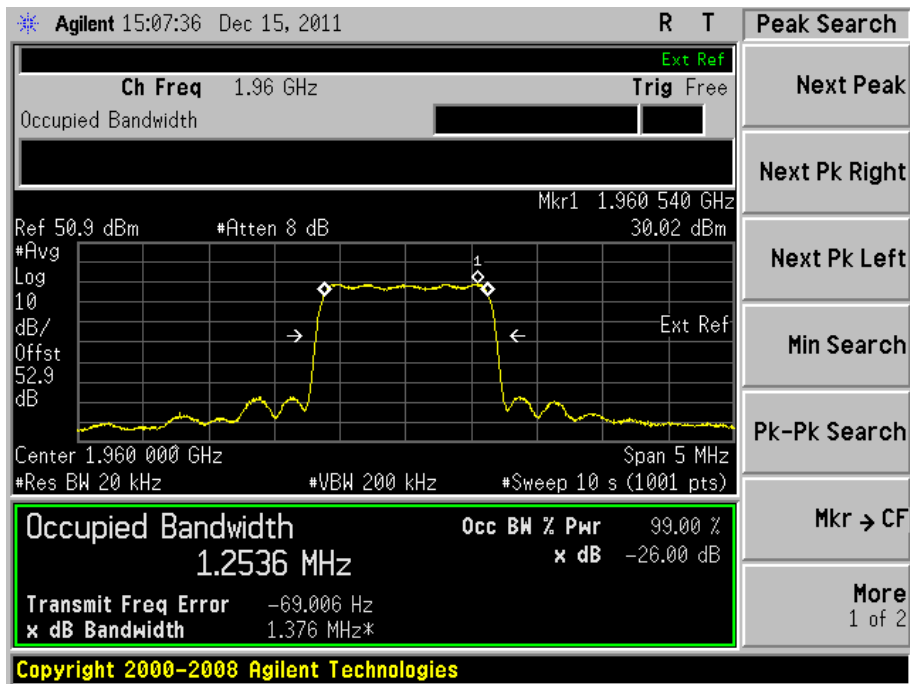 Agilent 15:07:36 Dec 15, 2011 R T
Peak Search
Ext Ref
Ch Freq 1.96 GHz Trig Free
Occupied Bandwidth
Next Peak
Next Pk Right
Next Pk Left
Min Search
Pk-Pk Search
Mkr → CF
More
1 of 2
Mkr1 1.960 540 GHz
Ref 50.9 dBm #Atten 8 dB 30.02 dBm
#Avg
Log
10
dB/
Offst
52.9
dB
1
Ext Ref
Center 1.960 000 GHz Span 5 MHz
#Res BW 20 kHz #VBW 200 kHz #Sweep 10 s (1001 pts)
Occupied Bandwidth
1.2536 MHz
Occ BW % Pwr 99.00 %
x dB -26.00 dB
Transmit Freq Error -69.006 Hz
x dB Bandwidth 1.376 MHz*
Copyright 2000-2008 Agilent Technologies